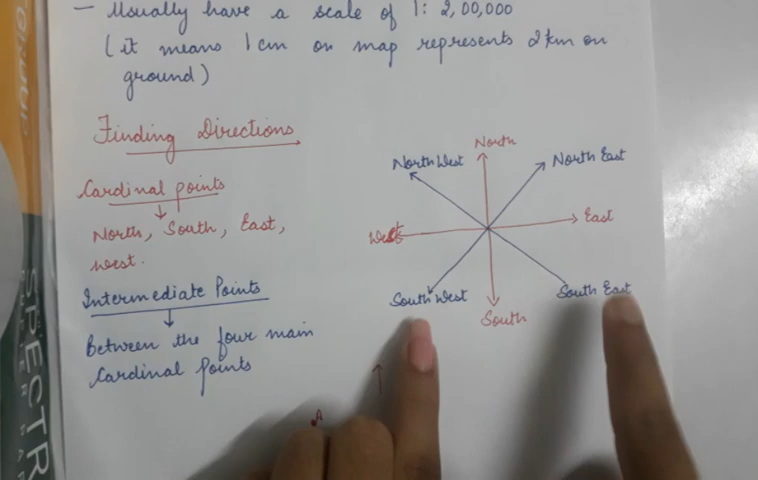 – Usually have a scale of 1: 2,00,000
(it means 1 cm on map represents 2 km on
ground)
Finding Directions
Cardinal points
North, South, East,
West.
Intermediate Points
Between the four main
Cardinal Points
North
North West
North East
West
East
South West
South East
South
A
SPECTR